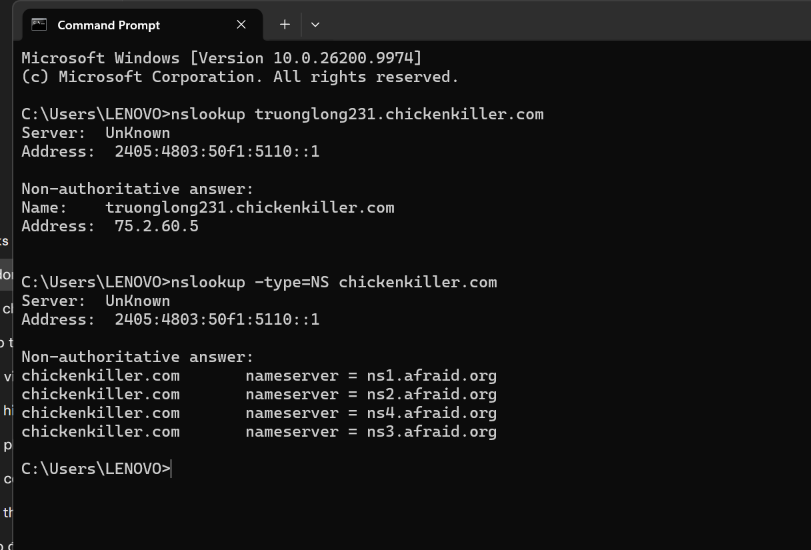 Command Prompt
Microsoft Windows [Version 10.0.26200.9974]
(c) Microsoft Corporation. All rights reserved.
C:\Users\LENOVO>nslookup truonglong231.chickenkiller.com
Server:  UnKnown
Address:  2405:4803:50f1:5110::1
Non-authoritative answer:
Name:    truonglong231.chickenkiller.com
Address:  75.2.60.5
C:\Users\LENOVO>nslookup -type=NS chickenkiller.com
Server:  UnKnown
Address:  2405:4803:50f1:5110::1
Non-authoritative answer:
chickenkiller.com       nameserver = ns1.afraid.org
chickenkiller.com       nameserver = ns2.afraid.org
chickenkiller.com       nameserver = ns4.afraid.org
chickenkiller.com       nameserver = ns3.afraid.org
C:\Users\LENOVO>